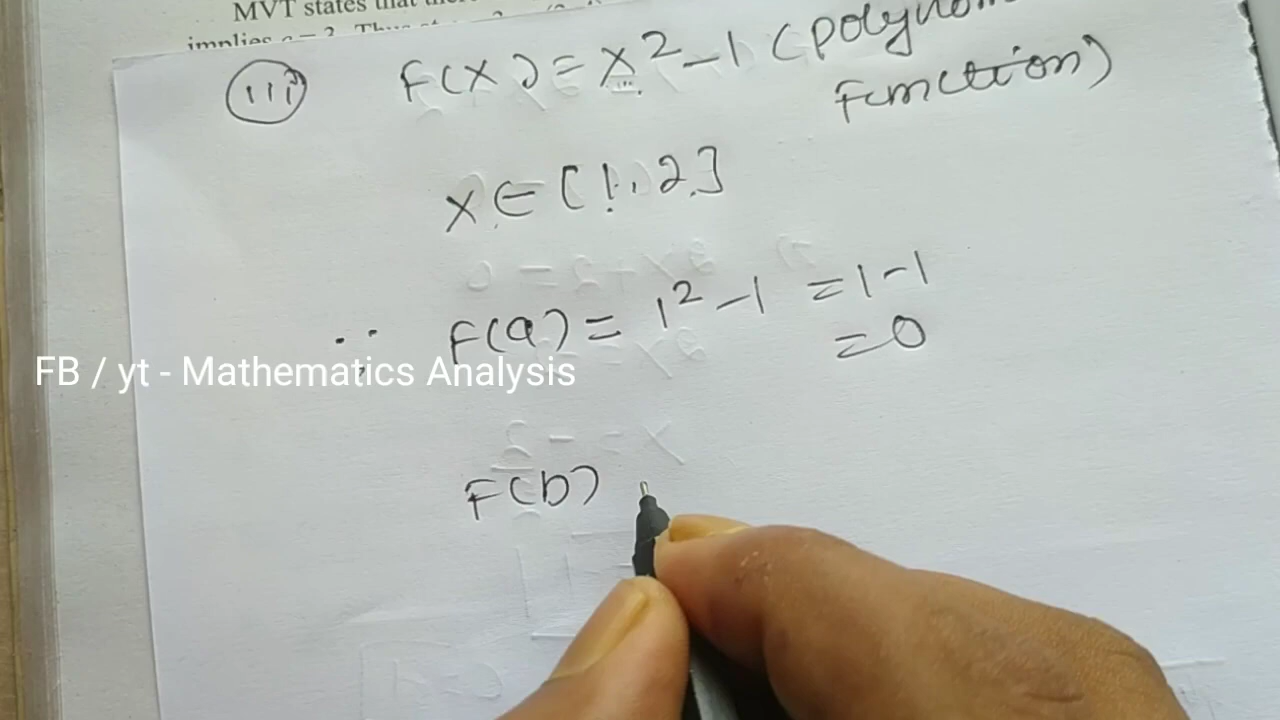 MVT states that
implies
iii F(x) = x² - 1 (polynom
Function)
x ∈ [1, 2]
∴ F(a) = 1² - 1 = 1 - 1
= 0
FB / yt - Mathematics Analysis
F(b)